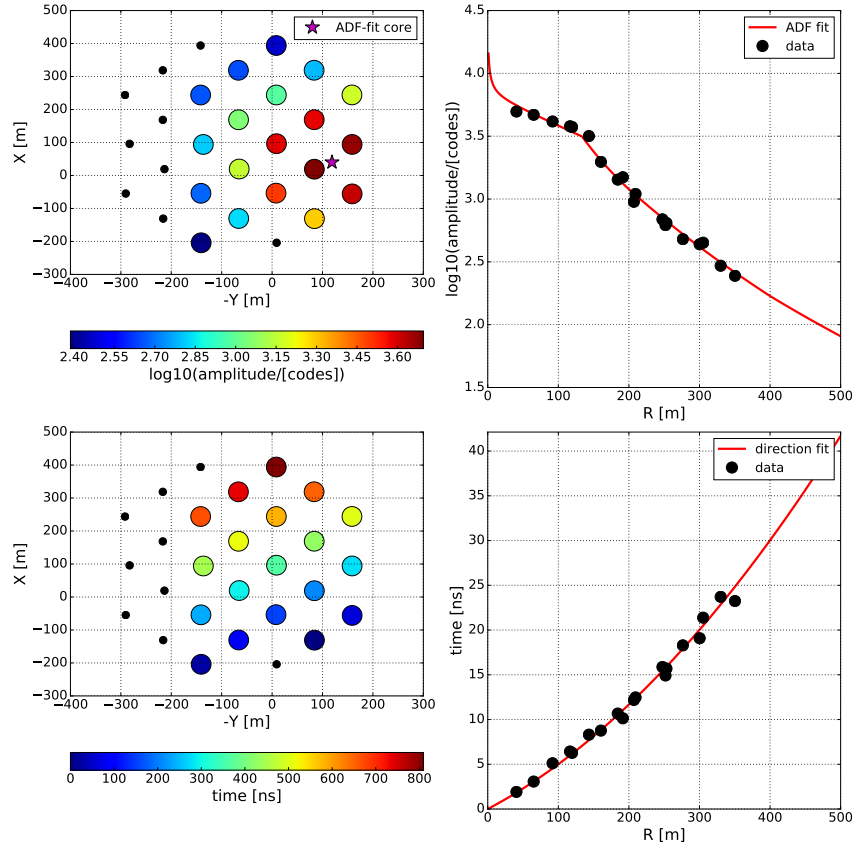 500
400
300
200
100
0
−100
−200
−300
X [m]
−400 −300 −200 −100 0 100 200 300
-Y [m]
ADF-fit core
2.40 2.55 2.70 2.85 3.00 3.15 3.30 3.45 3.60
log10(amplitude/[codes])
4.5
4.0
3.5
3.0
2.5
2.0
1.5
log10(amplitude/[codes])
0 100 200 300 400 500
R [m]
ADF fit
data
500
400
300
200
100
0
−100
−200
−300
X [m]
−400 −300 −200 −100 0 100 200 300
-Y [m]
0 100 200 300 400 500 600 700 800
time [ns]
40
35
30
25
20
15
10
5
0
time [ns]
0 100 200 300 400 500
R [m]
direction fit
data